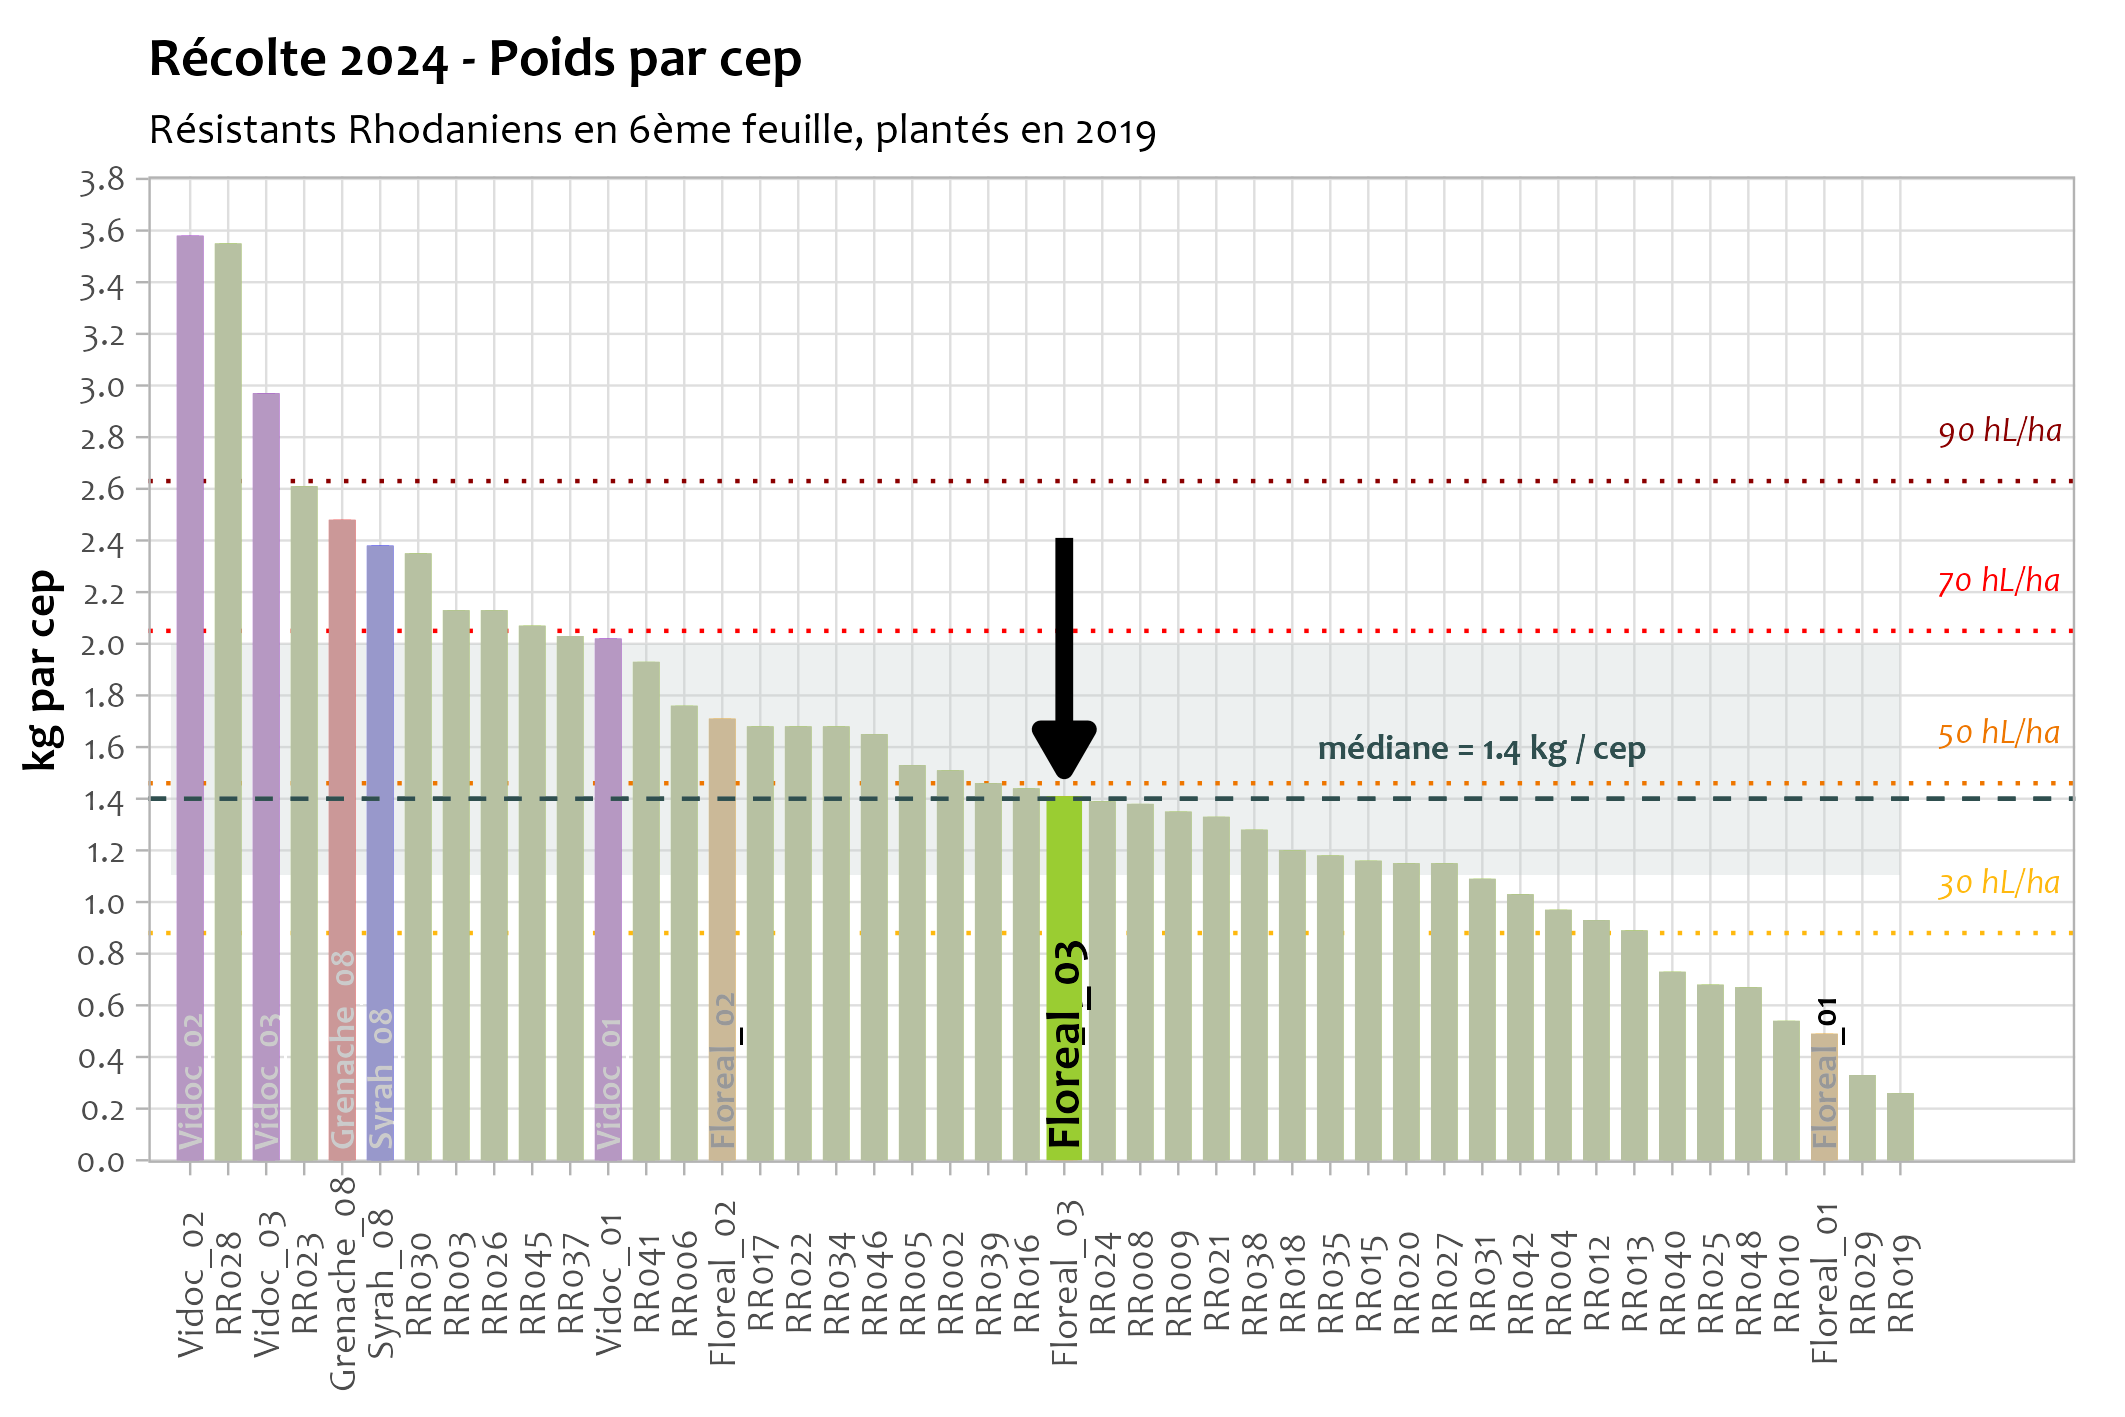 Récolte 2024 - Poids par cep
Résistants Rhodaniens en 6ème feuille, plantés en 2019
kg par cep
3.8
3.6
3.4
3.2
3.0
2.8
2.6
2.4
2.2
2.0
1.8
1.6
1.4
1.2
1.0
0.8
0.6
0.4
0.2
0.0
90 hL/ha
70 hL/ha
50 hL/ha
30 hL/ha
médiane = 1.4 kg / cep
Vidoc_02
Vidoc_03
Grenache_08
Syrah_08
Vidoc_01
Floreal_02
Floreal_03
Floreal_01
Vidoc_02
RR028
Vidoc_03
RR023
Grenache_08
Syrah_08
RR030
RR003
RR026
RR045
RR037
Vidoc_01
RR041
RR006
Floreal_02
RR017
RR022
RR034
RR046
RR005
RR002
RR039
RR016
Floreal_03
RR024
RR008
RR009
RR021
RR038
RR018
RR035
RR015
RR020
RR027
RR031
RR042
RR004
RR012
RR013
RR040
RR025
RR048
RR010
Floreal_01
RR029
RR019